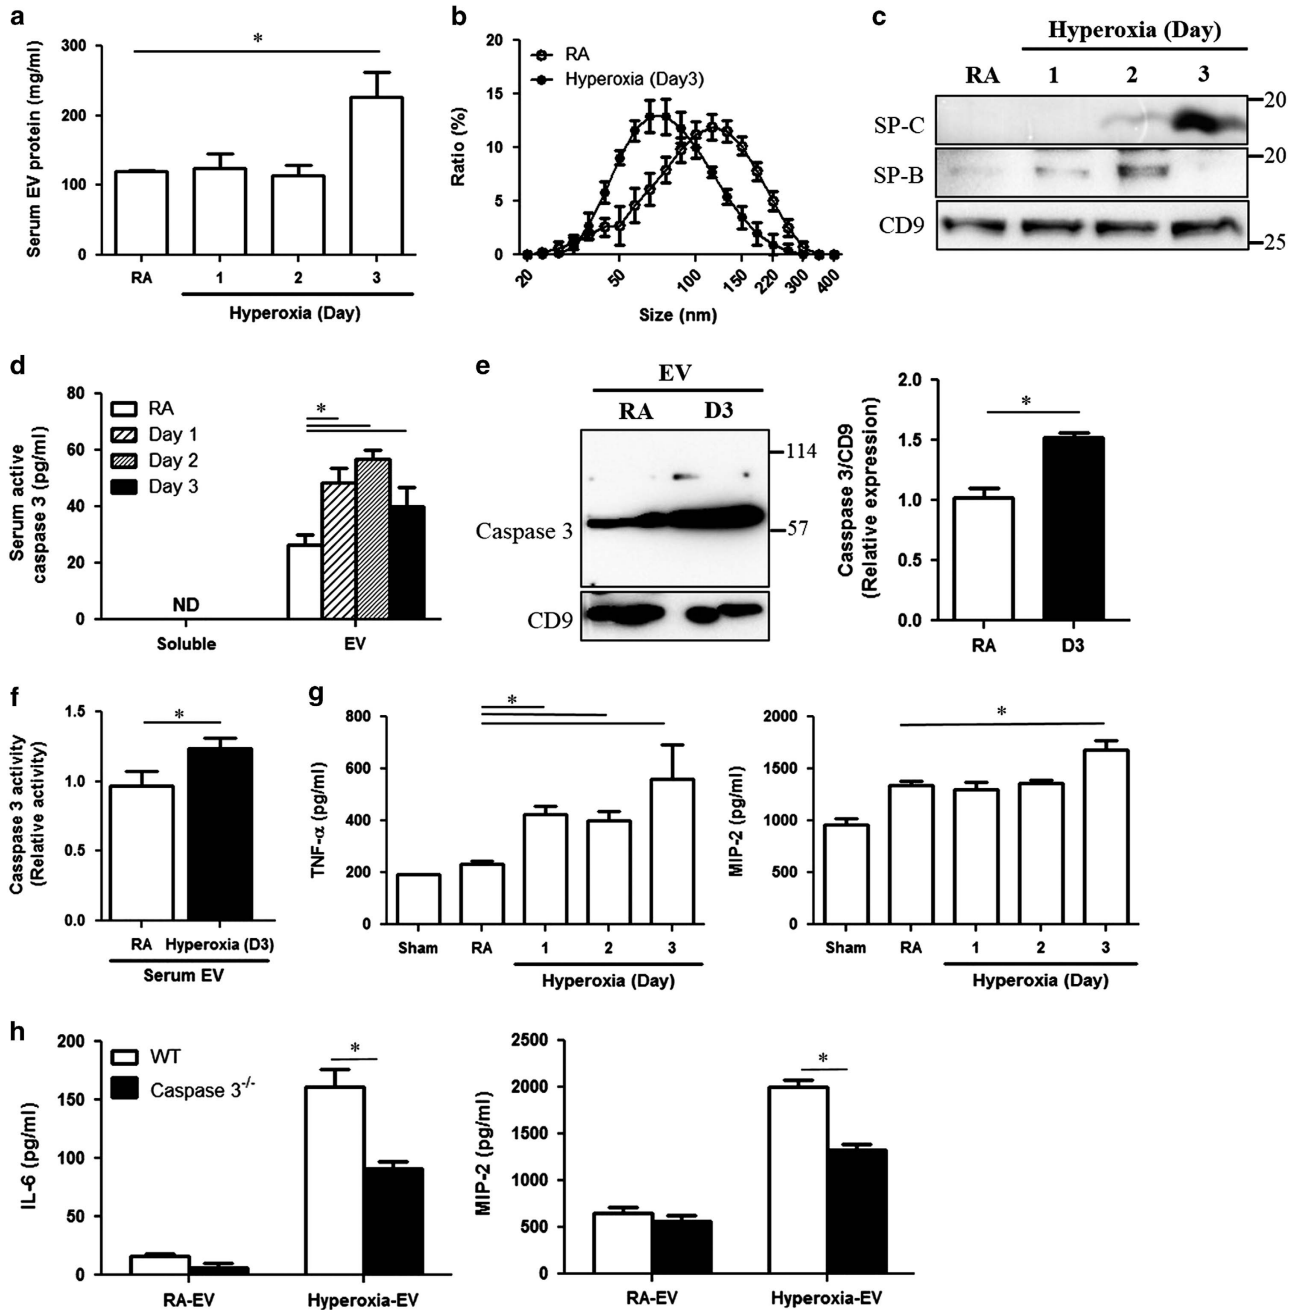 a
*
Serum EV protein (mg/ml)
300
200
100
0
RA
1
2
3
Hyperoxia (Day)
b
RA
Hyperoxia (Day3)
Ratio (%)
20
15
10
5
0
20
50
100
150
220
300
400
Size (nm)
c
Hyperoxia (Day)
RA
1
2
3
SP-C
20
SP-B
20
CD9
25
d
Serum active
caspase 3 (pg/ml)
80
60
40
20
0
RA
Day 1
Day 2
Day 3
*
ND
Soluble
EV
e
EV
RA
D3
114
Caspase 3
57
CD9
Casspase 3/CD9
(Relative expression)
2.0
1.5
1.0
0.5
0.0
*
RA
D3
f
Casspase 3 activity
(Relative activity)
1.5
1.0
0.5
0.0
*
RA
Hyperoxia (D3)
Serum EV
g
TNF-α (pg/ml)
800
600
400
200
0
*
Sham
RA
1
2
3
Hyperoxia (Day)
MIP-2 (pg/ml)
2000
1500
1000
500
0
*
Sham
RA
1
2
3
Hyperoxia (Day)
h
IL-6 (pg/ml)
200
150
100
50
0
WT
Caspase 3-/-
*
RA-EV
Hyperoxia-EV
MIP-2 (pg/ml)
2500
2000
1500
1000
500
0
*
RA-EV
Hyperoxia-EV